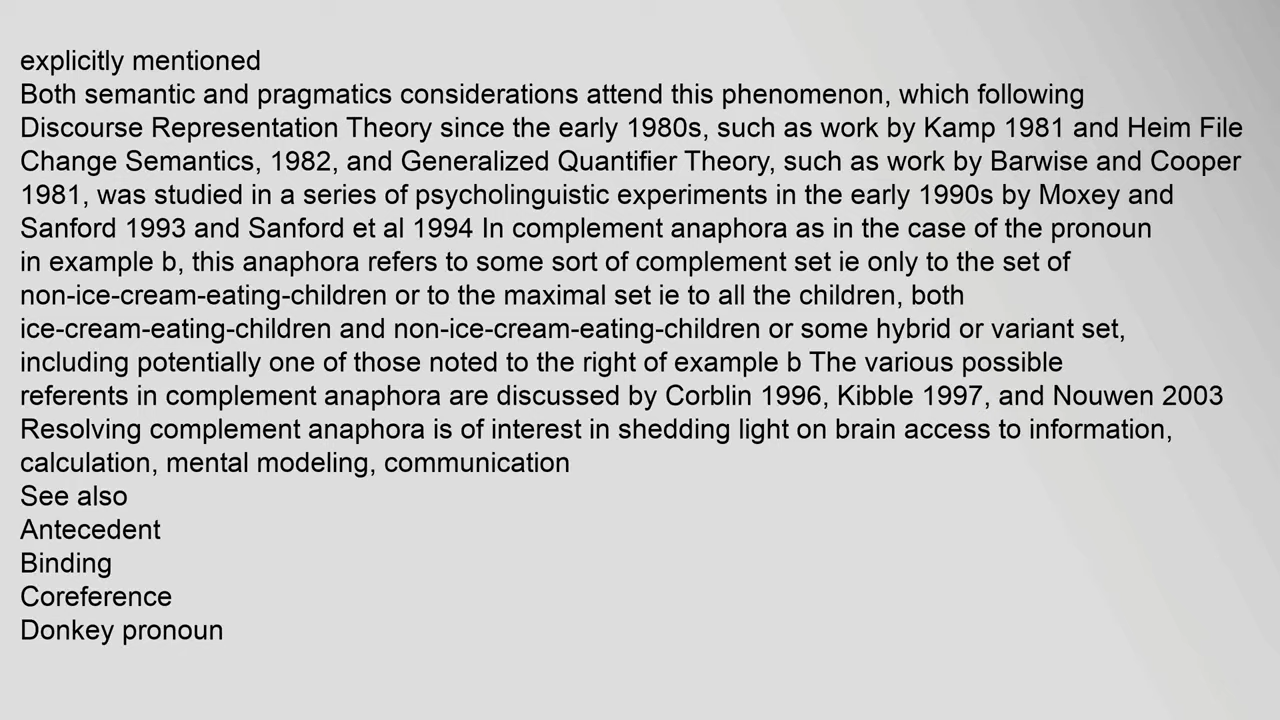 explicitly mentioned
Both semantic and pragmatics considerations attend this phenomenon, which following
Discourse Representation Theory since the early 1980s, such as work by Kamp 1981 and Heim File
Change Semantics, 1982, and Generalized Quantifier Theory, such as work by Barwise and Cooper
1981, was studied in a series of psycholinguistic experiments in the early 1990s by Moxey and
Sanford 1993 and Sanford et al 1994 In complement anaphora as in the case of the pronoun
in example b, this anaphora refers to some sort of complement set ie only to the set of
non-ice-cream-eating-children or to the maximal set ie to all the children, both
ice-cream-eating-children and non-ice-cream-eating-children or some hybrid or variant set,
including potentially one of those noted to the right of example b The various possible
referents in complement anaphora are discussed by Corblin 1996, Kibble 1997, and Nouwen 2003
Resolving complement anaphora is of interest in shedding light on brain access to information,
calculation, mental modeling, communication
See also
Antecedent
Binding
Coreference
Donkey pronoun